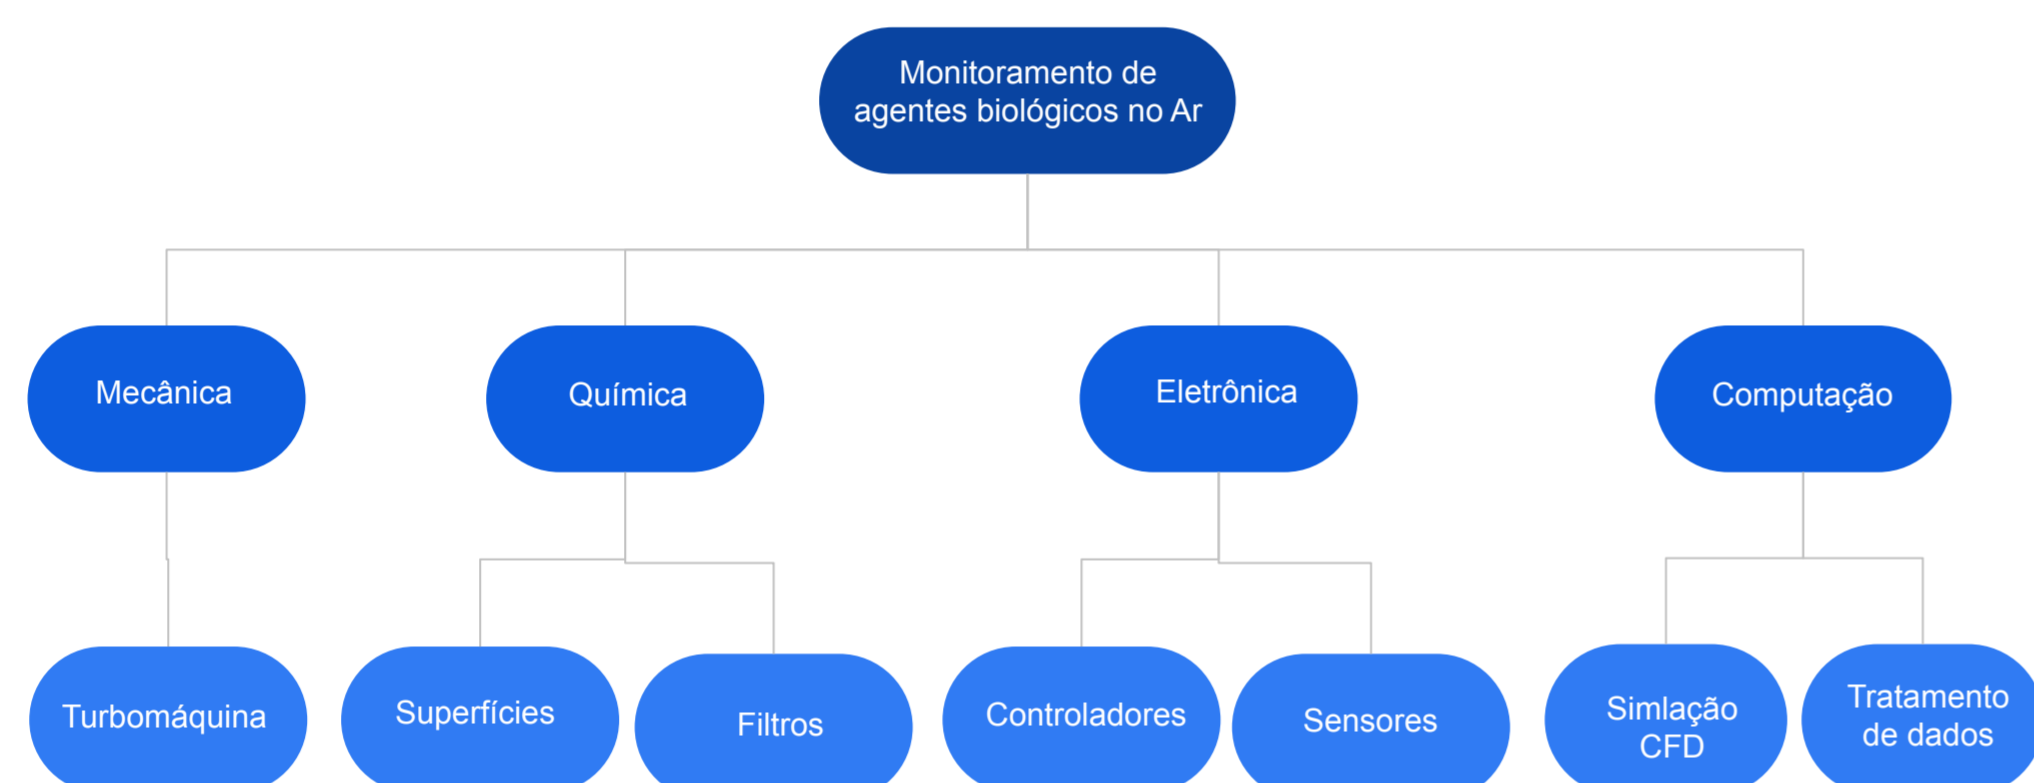 Monitoramento de
agentes biológicos no Ar
Mecânica
Química
Eletrônica
Computação
Turbomáquina
Superfícies
Filtros
Controladores
Sensores
Simlação
CFD
Tratamento
de dados